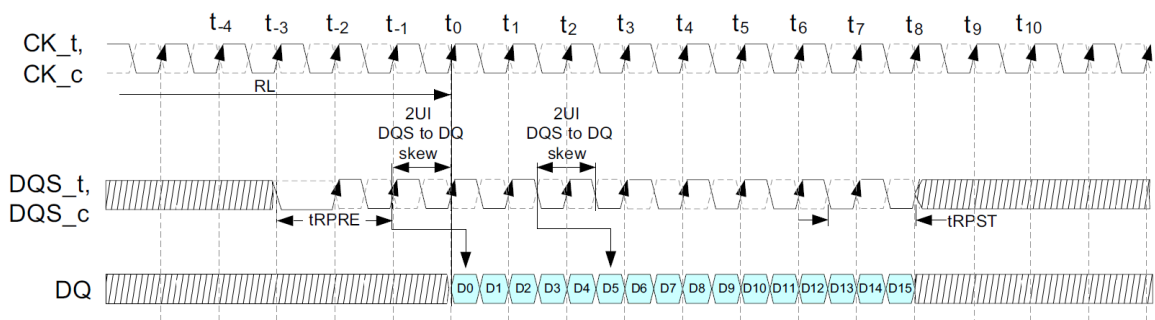 t-4 t-3 t-2 t-1 t0 t1 t2 t3 t4 t5 t6 t7 t8 t9 t10
CK_t,
CK_c
RL
2UI 2UI
DQS to DQ DQS to DQ
skew skew
DQS_t,
DQS_c
tRPRE tRPST
DQ D0 D1 D2 D3 D4 D5 D6 D7 D8 D9 D10 D11 D12 D13 D14 D15